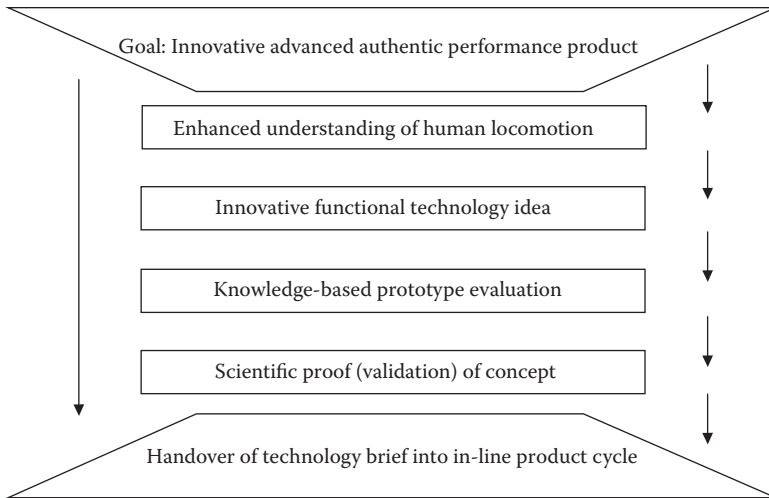 Goal: Innovative advanced authentic performance product
Enhanced understanding of human locomotion
Innovative functional technology idea
Knowledge-based prototype evaluation
Scientific proof (validation) of concept
Handover of technology brief into in-line product cycle